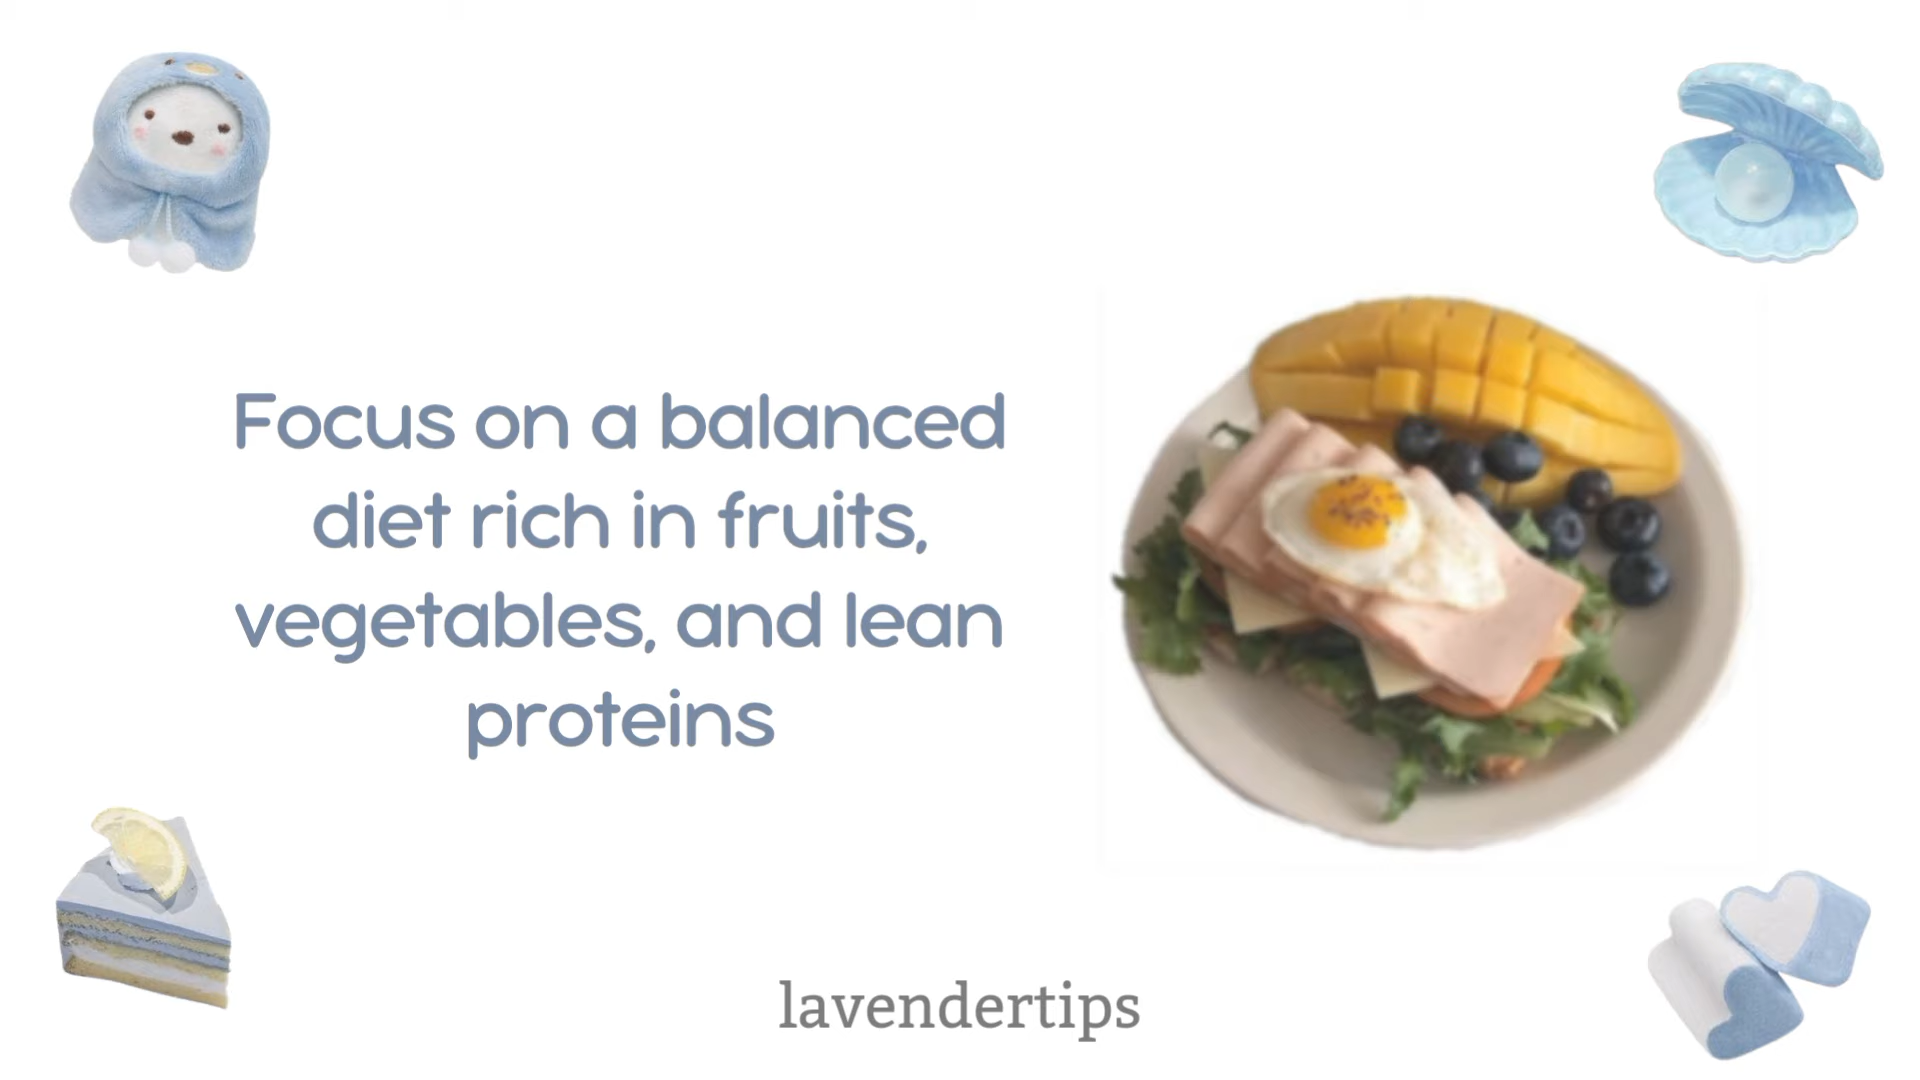 Focus on a balanced
diet rich in fruits,
vegetables, and lean
proteins
lavendertips